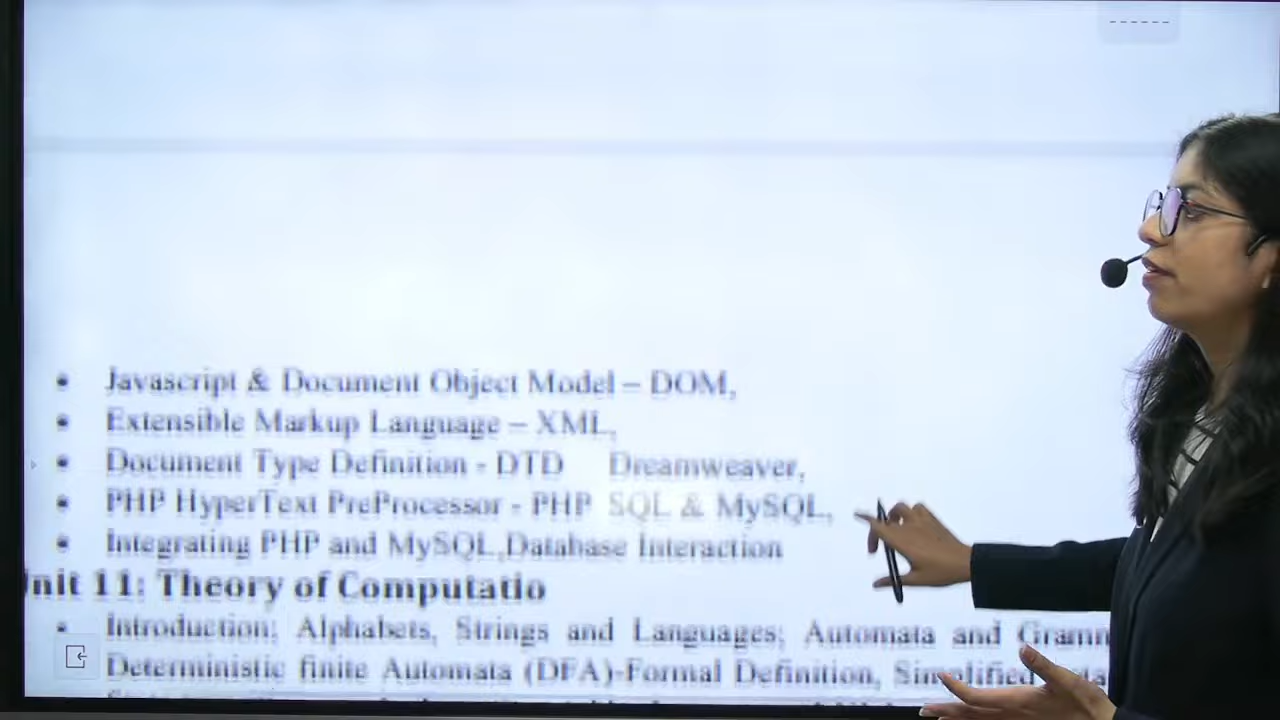 • Javascript & Document Object Model – DOM,
• Extensible Markup Language – XML,
• Document Type Definition - DTD Dreamweaver,
• PHP HyperText PreProcessor - PHP SQL & MySQL,
• Integrating PHP and MySQL,Database Interaction
nit 11: Theory of Computatio
• Introduction; Alphabets, Strings and Languages; Automata and Gramm
Deterministic finite Automata (DFA)-Formal Definition, Simplified